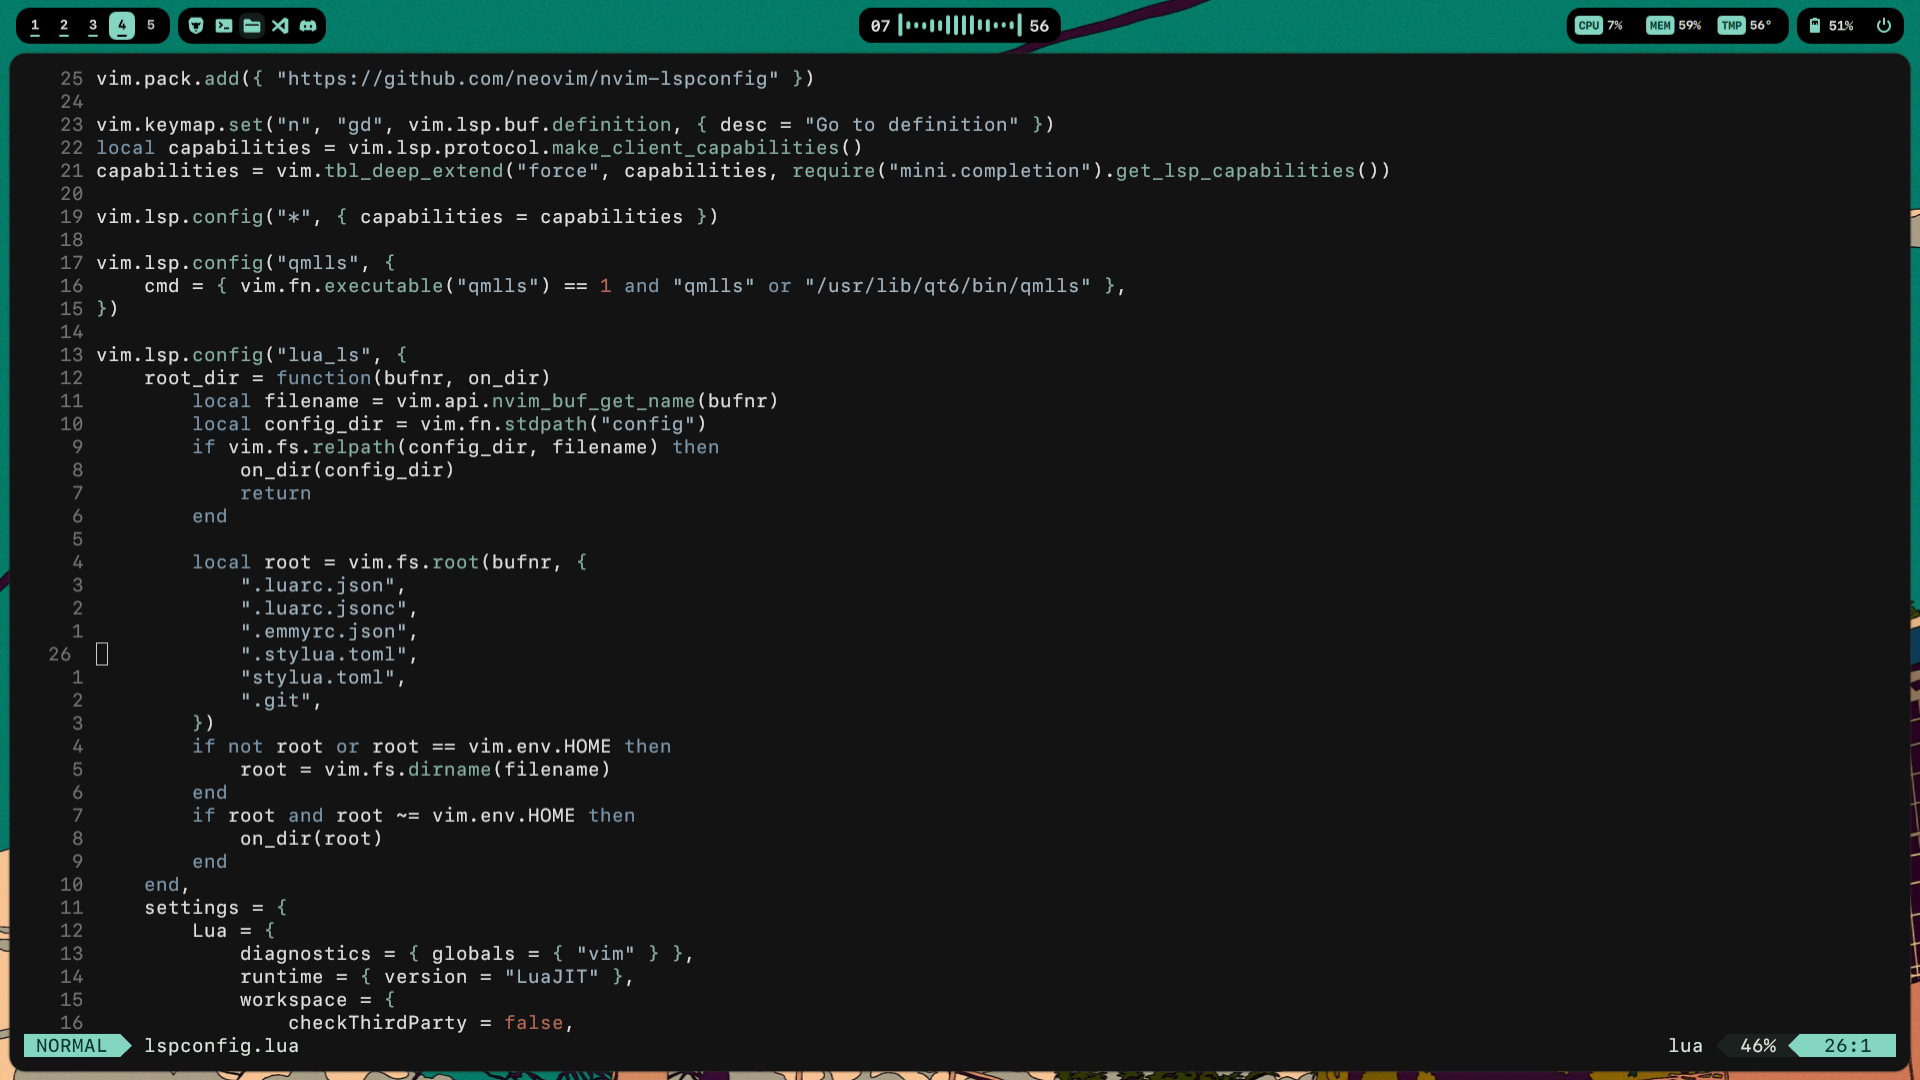 1 2 3 4 5
07 56
CPU 7% MEM 59% TMP 56° 51%
25 vim.pack.add({ "https://github.com/neovim/nvim-lspconfig" })
24
23 vim.keymap.set("n", "gd", vim.lsp.buf.definition, { desc = "Go to definition" })
22 local capabilities = vim.lsp.protocol.make_client_capabilities()
21 capabilities = vim.tbl_deep_extend("force", capabilities, require("mini.completion").get_lsp_capabilities())
20
19 vim.lsp.config("*", { capabilities = capabilities })
18
17 vim.lsp.config("qmlls", {
16     cmd = { vim.fn.executable("qmlls") == 1 and "qmlls" or "/usr/lib/qt6/bin/qmlls" },
15 })
14
13 vim.lsp.config("lua_ls", {
12     root_dir = function(bufnr, on_dir)
11         local filename = vim.api.nvim_buf_get_name(bufnr)
10         local config_dir = vim.fn.stdpath("config")
9         if vim.fs.relpath(config_dir, filename) then
8             on_dir(config_dir)
7             return
6         end
5
4         local root = vim.fs.root(bufnr, {
3             ".luarc.json",
2             ".luarc.jsonc",
1             ".emmyrc.json",
26             ".stylua.toml",
1             "stylua.toml",
2             ".git",
3         })
4         if not root or root == vim.env.HOME then
5             root = vim.fs.dirname(filename)
6         end
7         if root and root ~= vim.env.HOME then
8             on_dir(root)
9         end
10     end,
11     settings = {
12         Lua = {
13             diagnostics = { globals = { "vim" } },
14             runtime = { version = "LuaJIT" },
15             workspace = {
16                 checkThirdParty = false,
NORMAL lspconfig.lua lua 46% 26:1